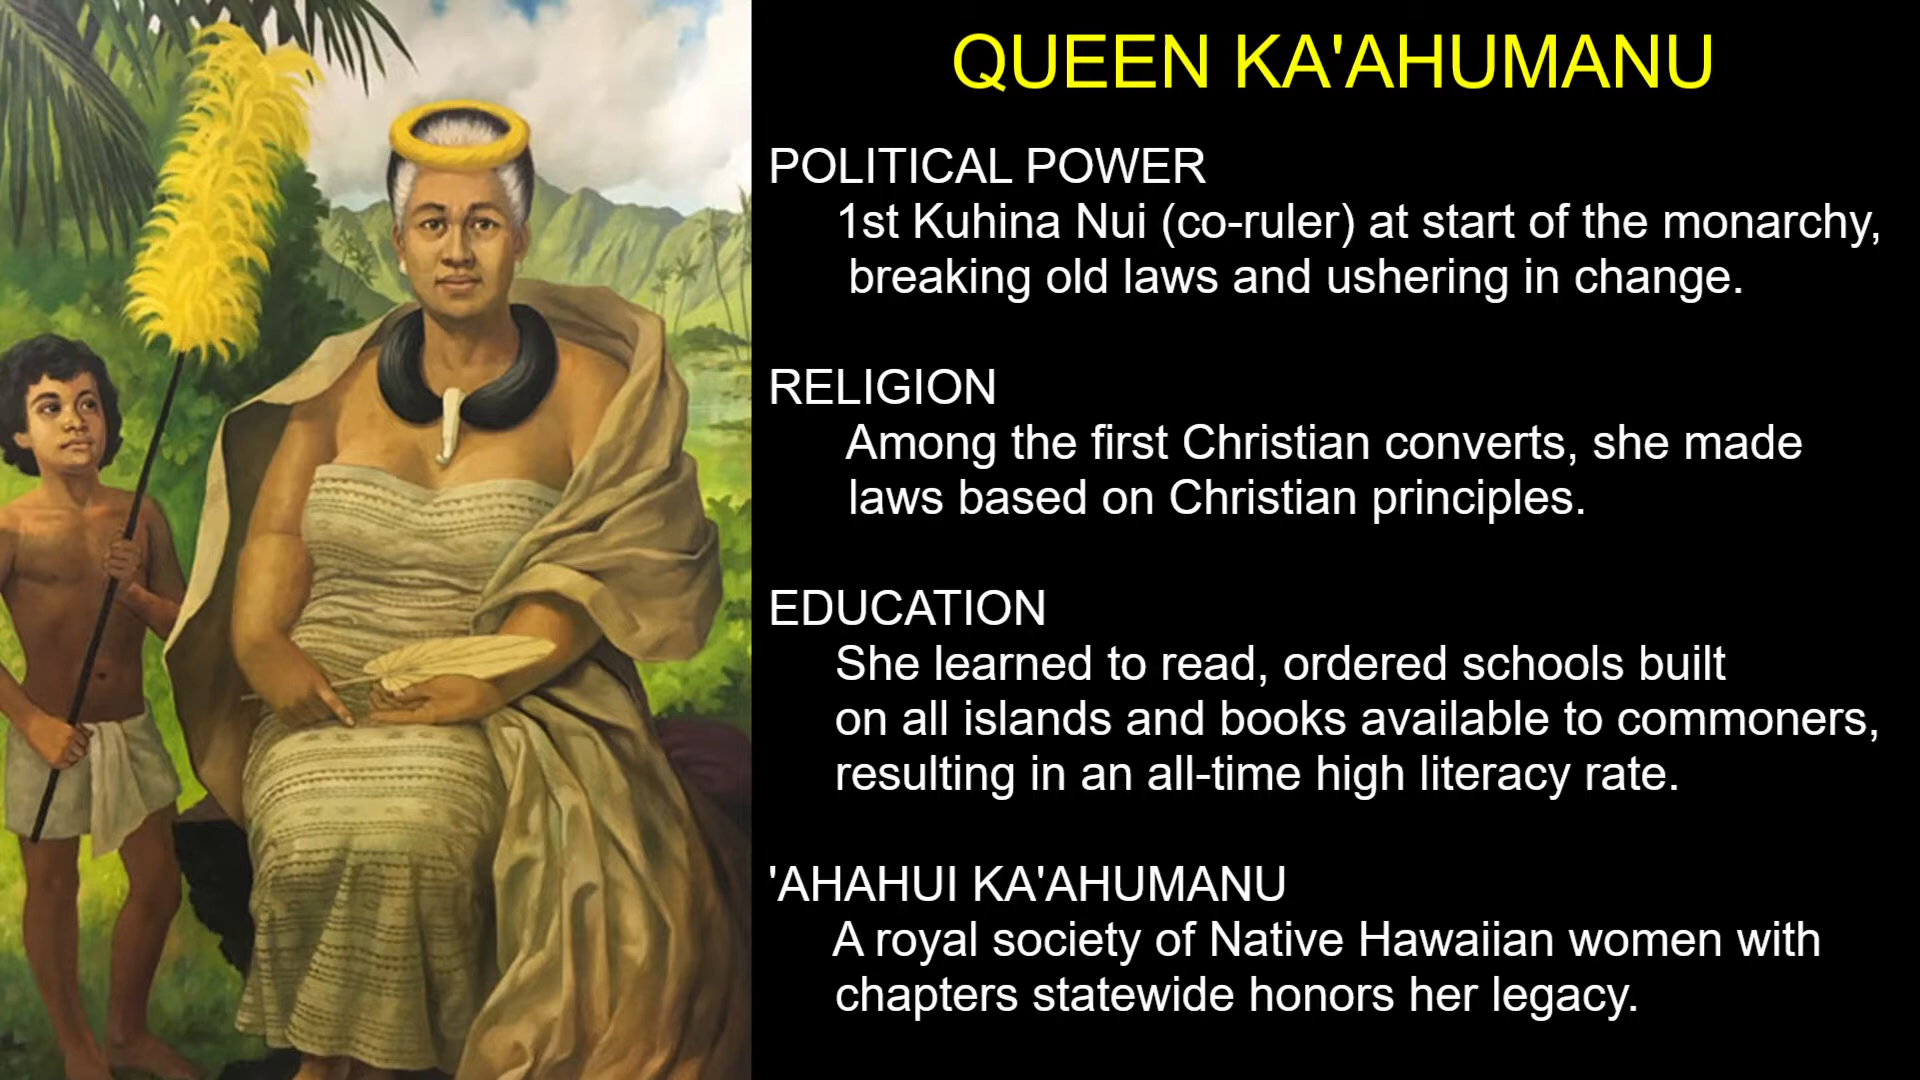 QUEEN KA'AHUMANU
POLITICAL POWER
1st Kuhina Nui (co-ruler) at start of the monarchy,
breaking old laws and ushering in change.
RELIGION
Among the first Christian converts, she made
laws based on Christian principles.
EDUCATION
She learned to read, ordered schools built
on all islands and books available to commoners,
resulting in an all-time high literacy rate.
'AHAHUI KA'AHUMANU
A royal society of Native Hawaiian women with
chapters statewide honors her legacy.